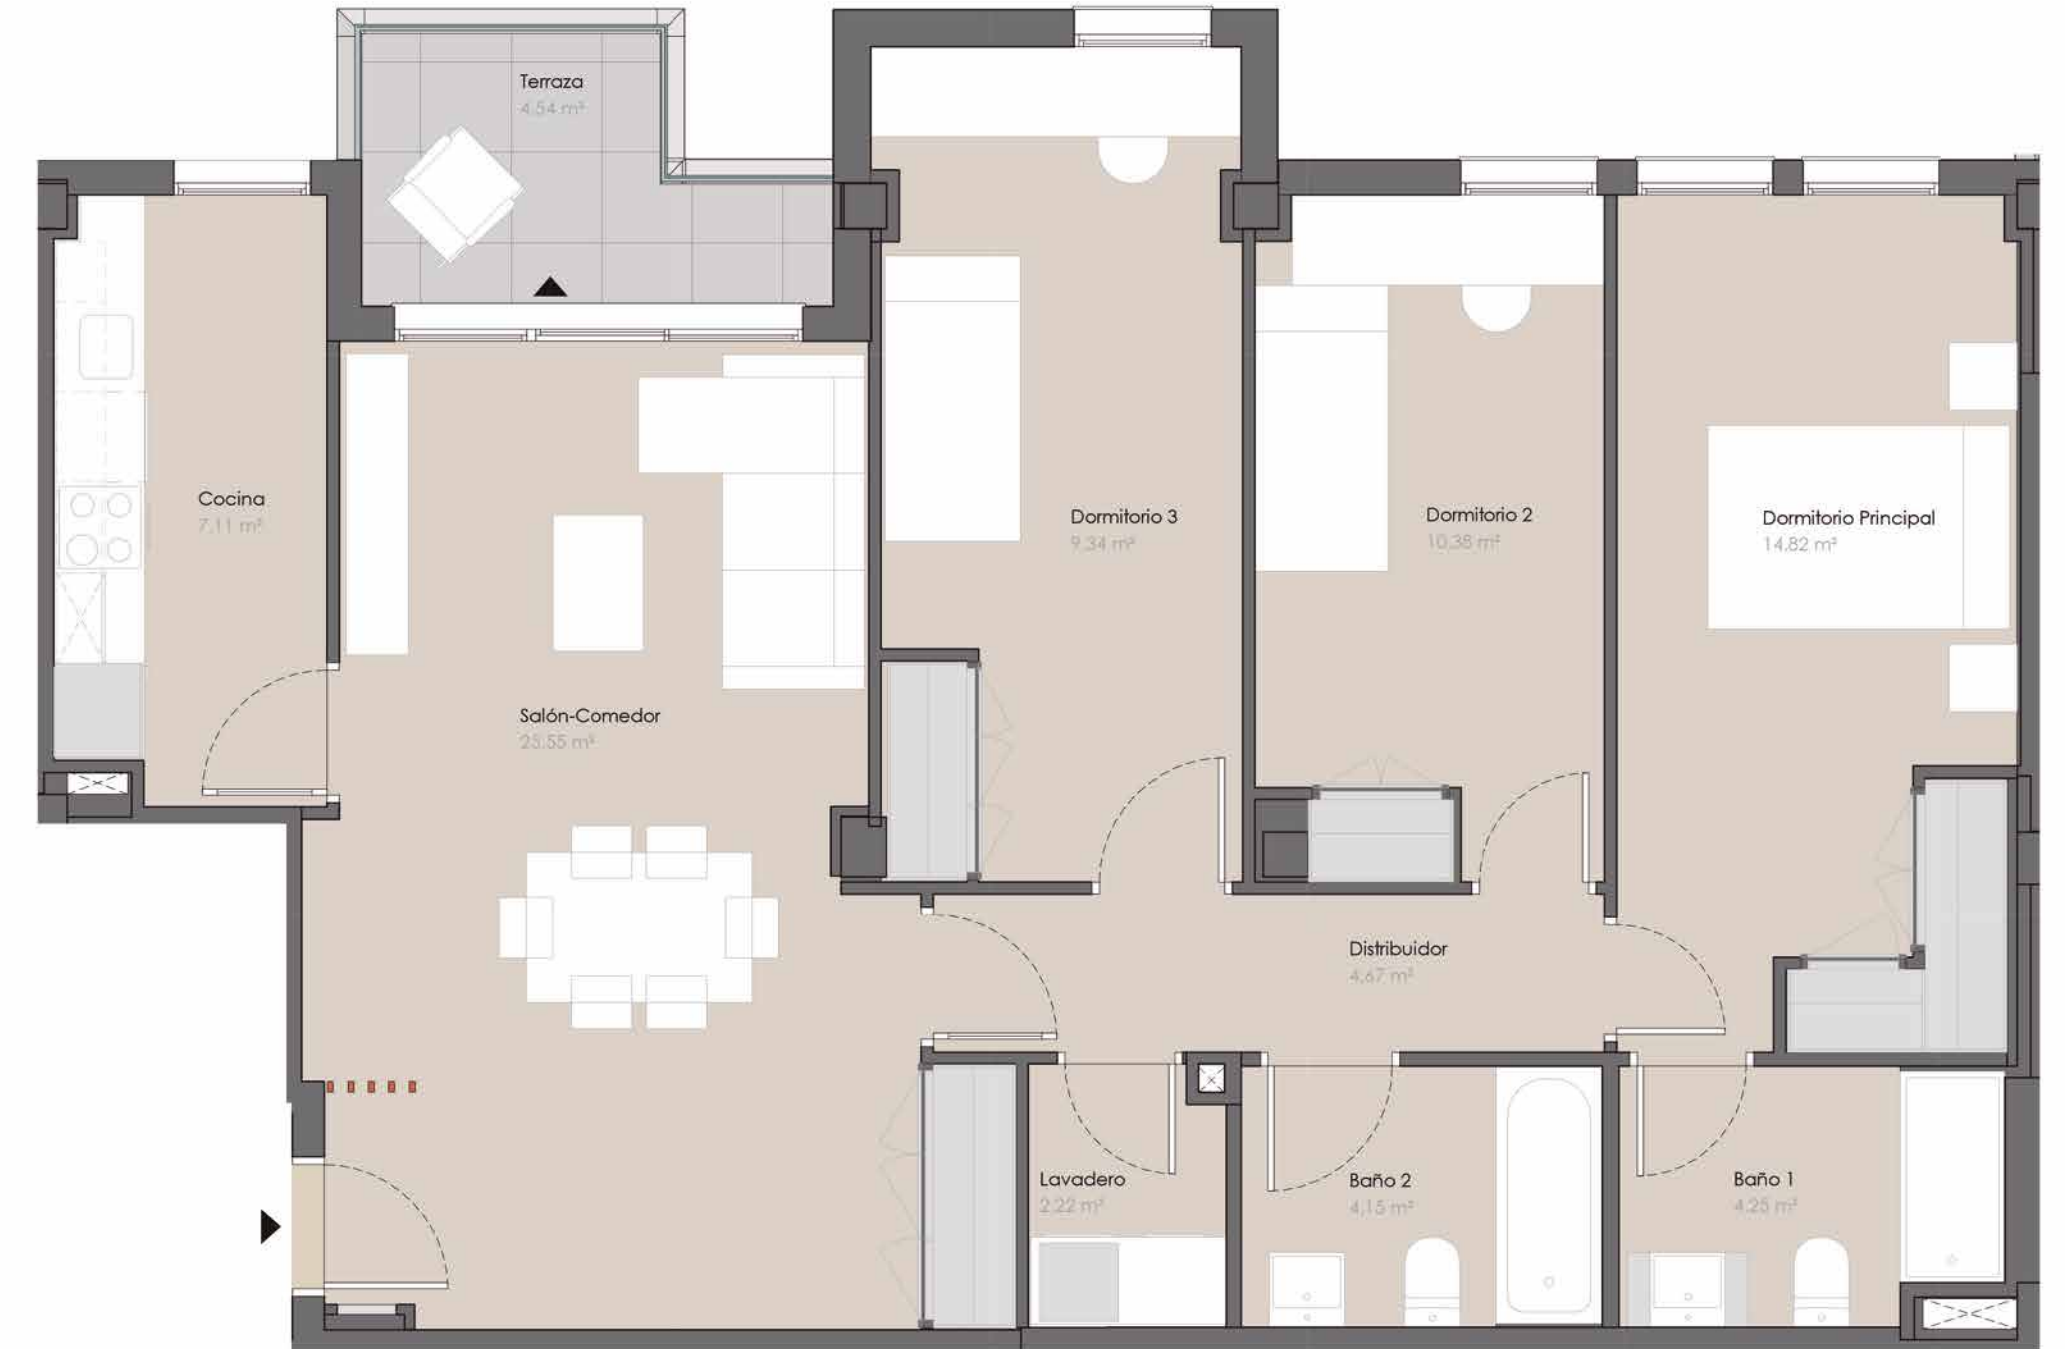 Terraza
4,54 m²
Cocina
7,11 m²
Salón-Comedor
25,55 m²
Dormitorio 3
9,34 m²
Dormitorio 2
10,38 m²
Dormitorio Principal
14,82 m²
Distribuidor
4,67 m²
Lavadero
2,22 m²
Baño 2
4,15 m²
Baño 1
4,25 m²